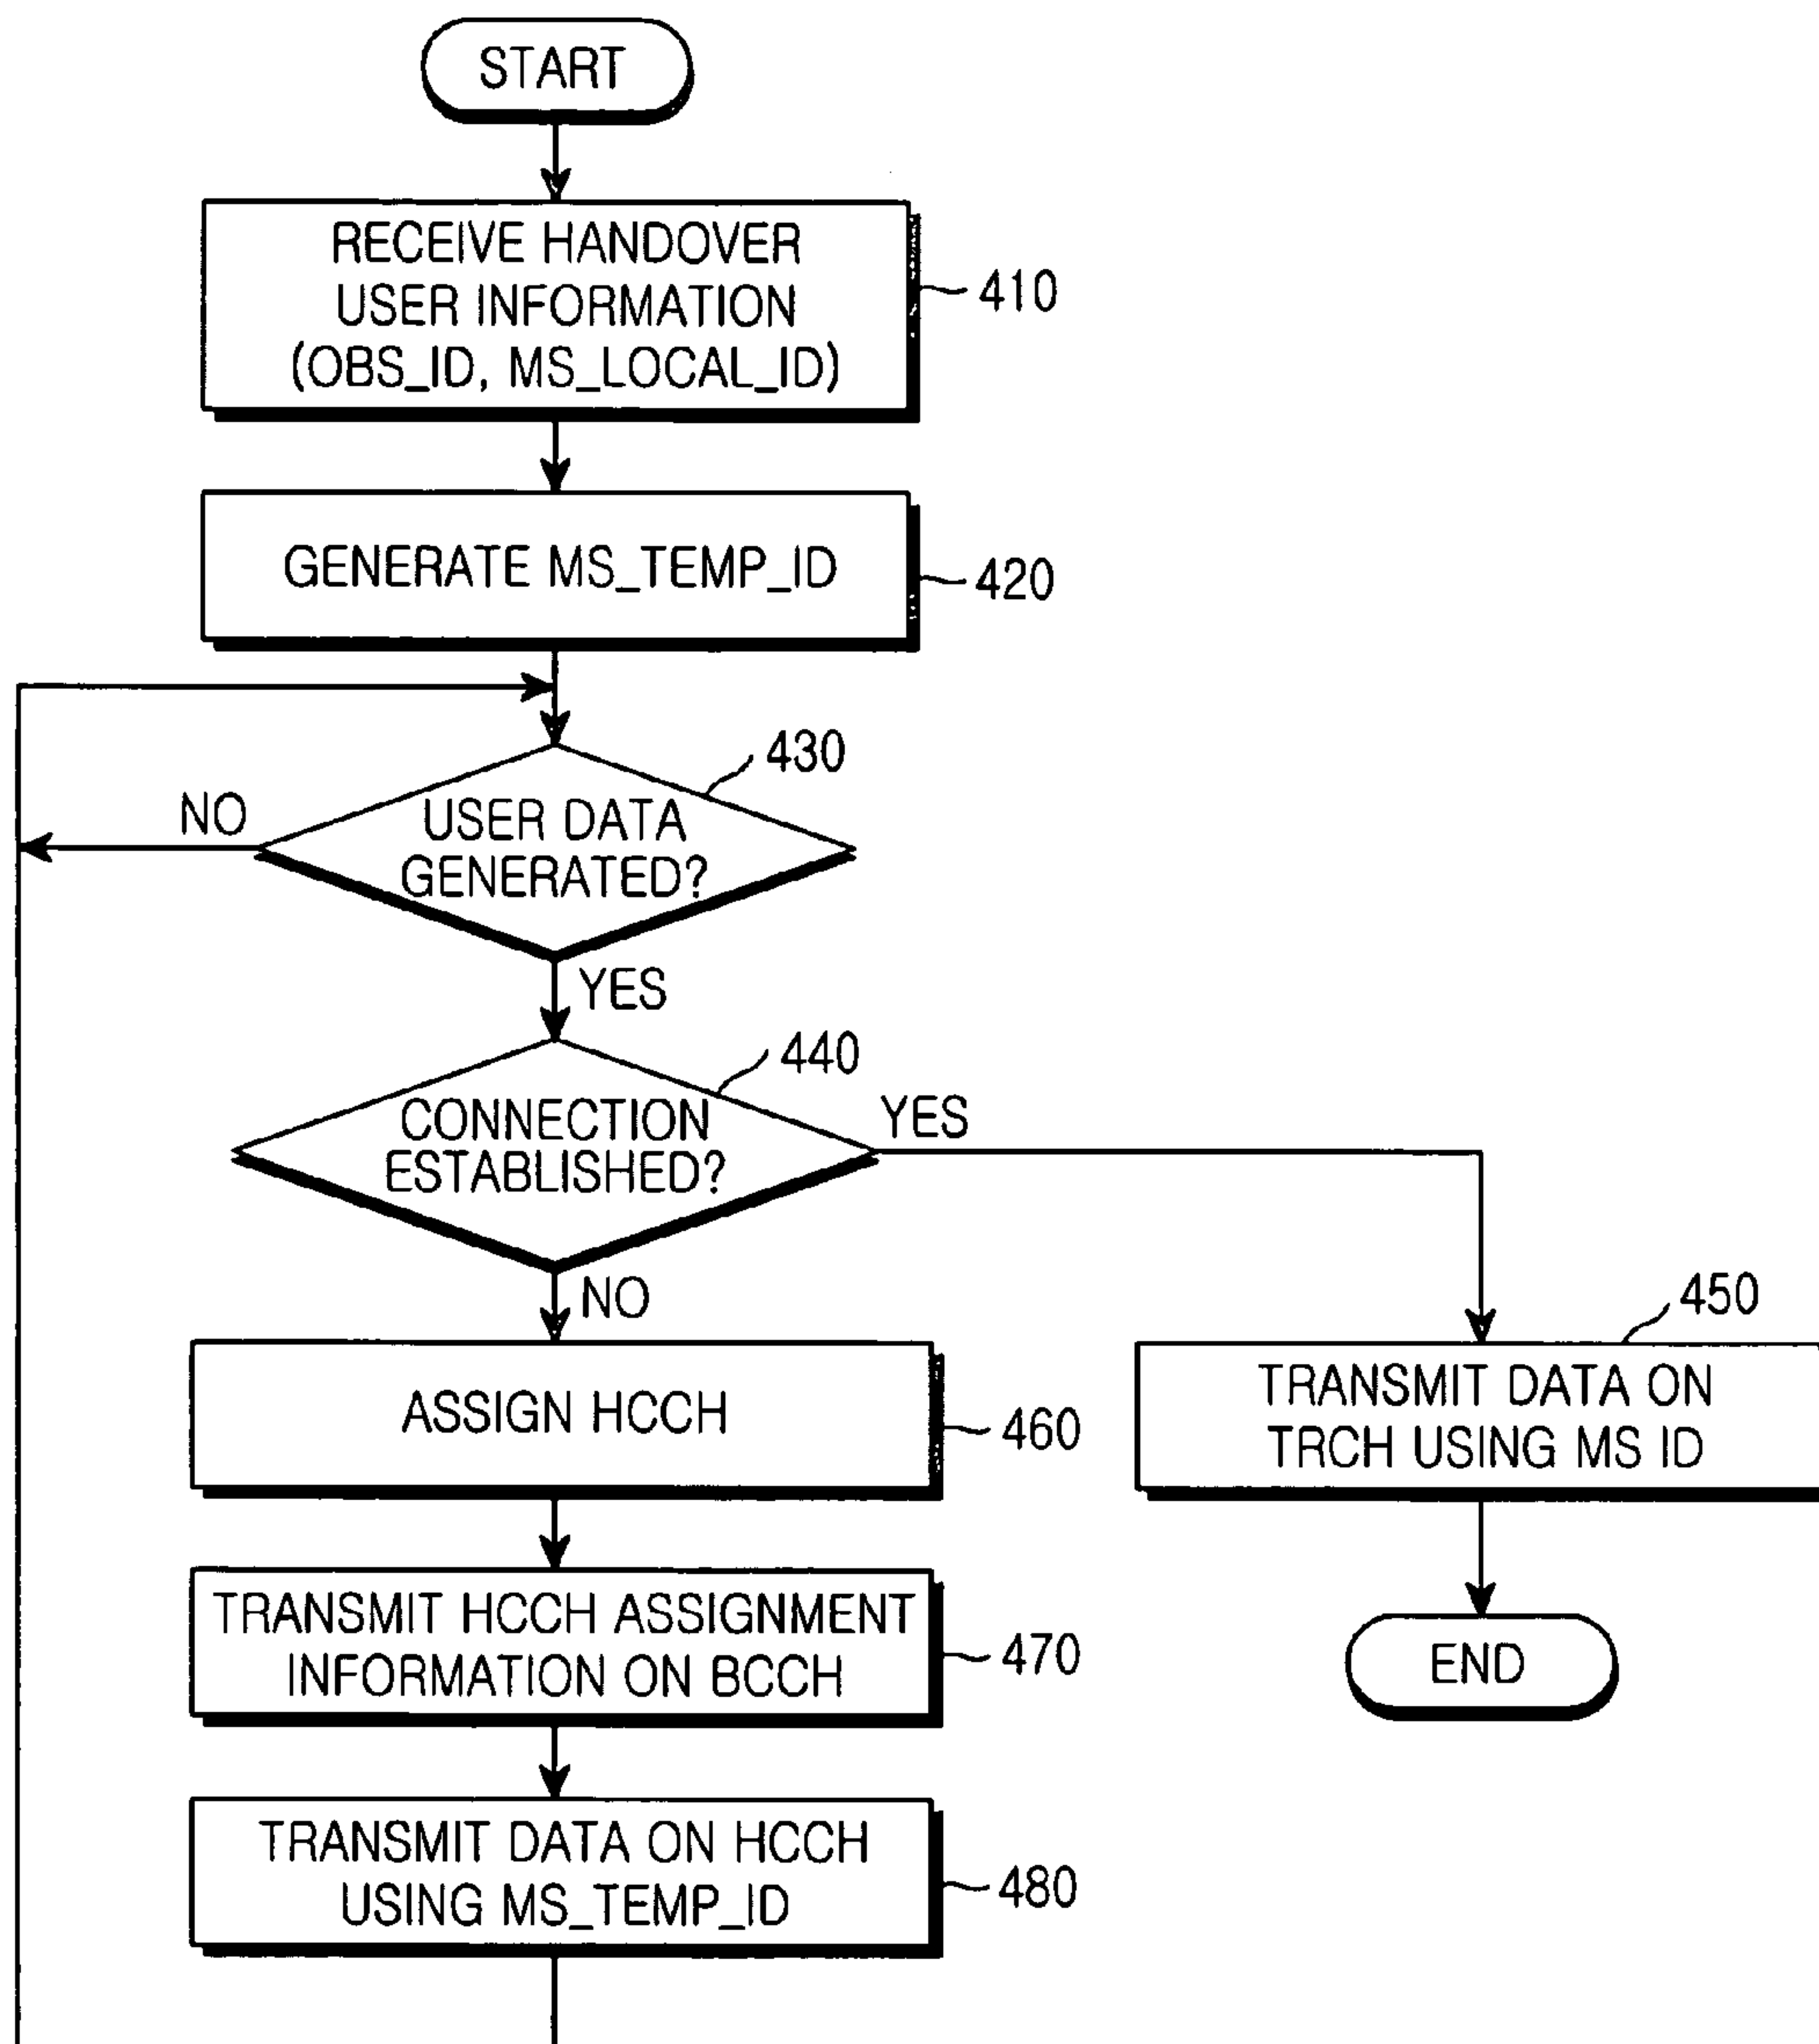 START
RECEIVE HANDOVER
USER INFORMATION
(OBS_ID, MS_LOCAL_ID)
410
GENERATE MS_TEMP_ID
420
430
NO
USER DATA
GENERATED?
YES
440
CONNECTION
ESTABLISHED?
YES
NO
450
ASSIGN HCCH
460
TRANSMIT DATA ON
TRCH USING MS ID
TRANSMIT HCCH ASSIGNMENT
INFORMATION ON BCCH
470
END
TRANSMIT DATA ON HCCH
USING MS_TEMP_ID
480